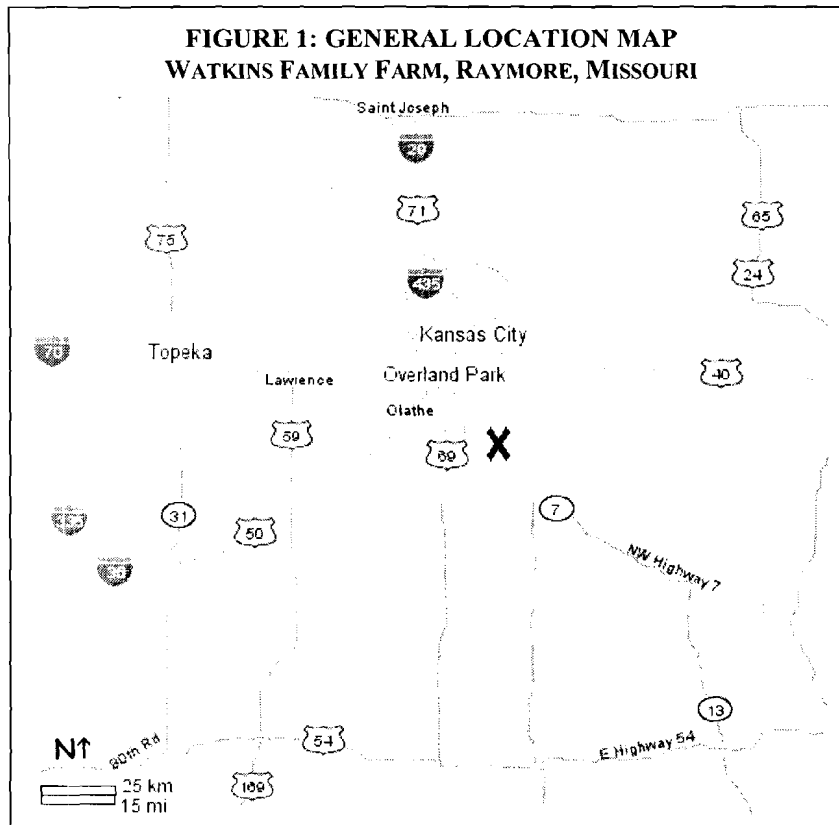 FIGURE 1: GENERAL LOCATION MAP
WATKINS FAMILY FARM, RAYMORE, MISSOURI
Saint Joseph
29
71
75
65
24
435
Kansas City
70
Topeka
Overland Park
40
Lawrence
Olathe
59
69
X
31
7
50
35
NW Highway 7
13
N↑
80th Rd
54
E Highway 54
169
25 km
15 mi